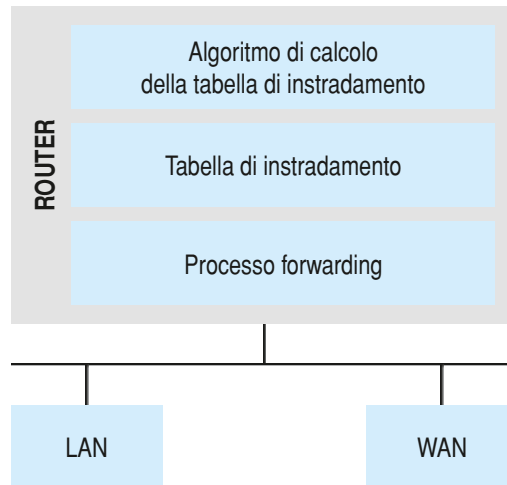 ROUTER
Algoritmo di calcolo
della tabella di instradamento
Tabella di instradamento
Processo forwarding
LAN
WAN